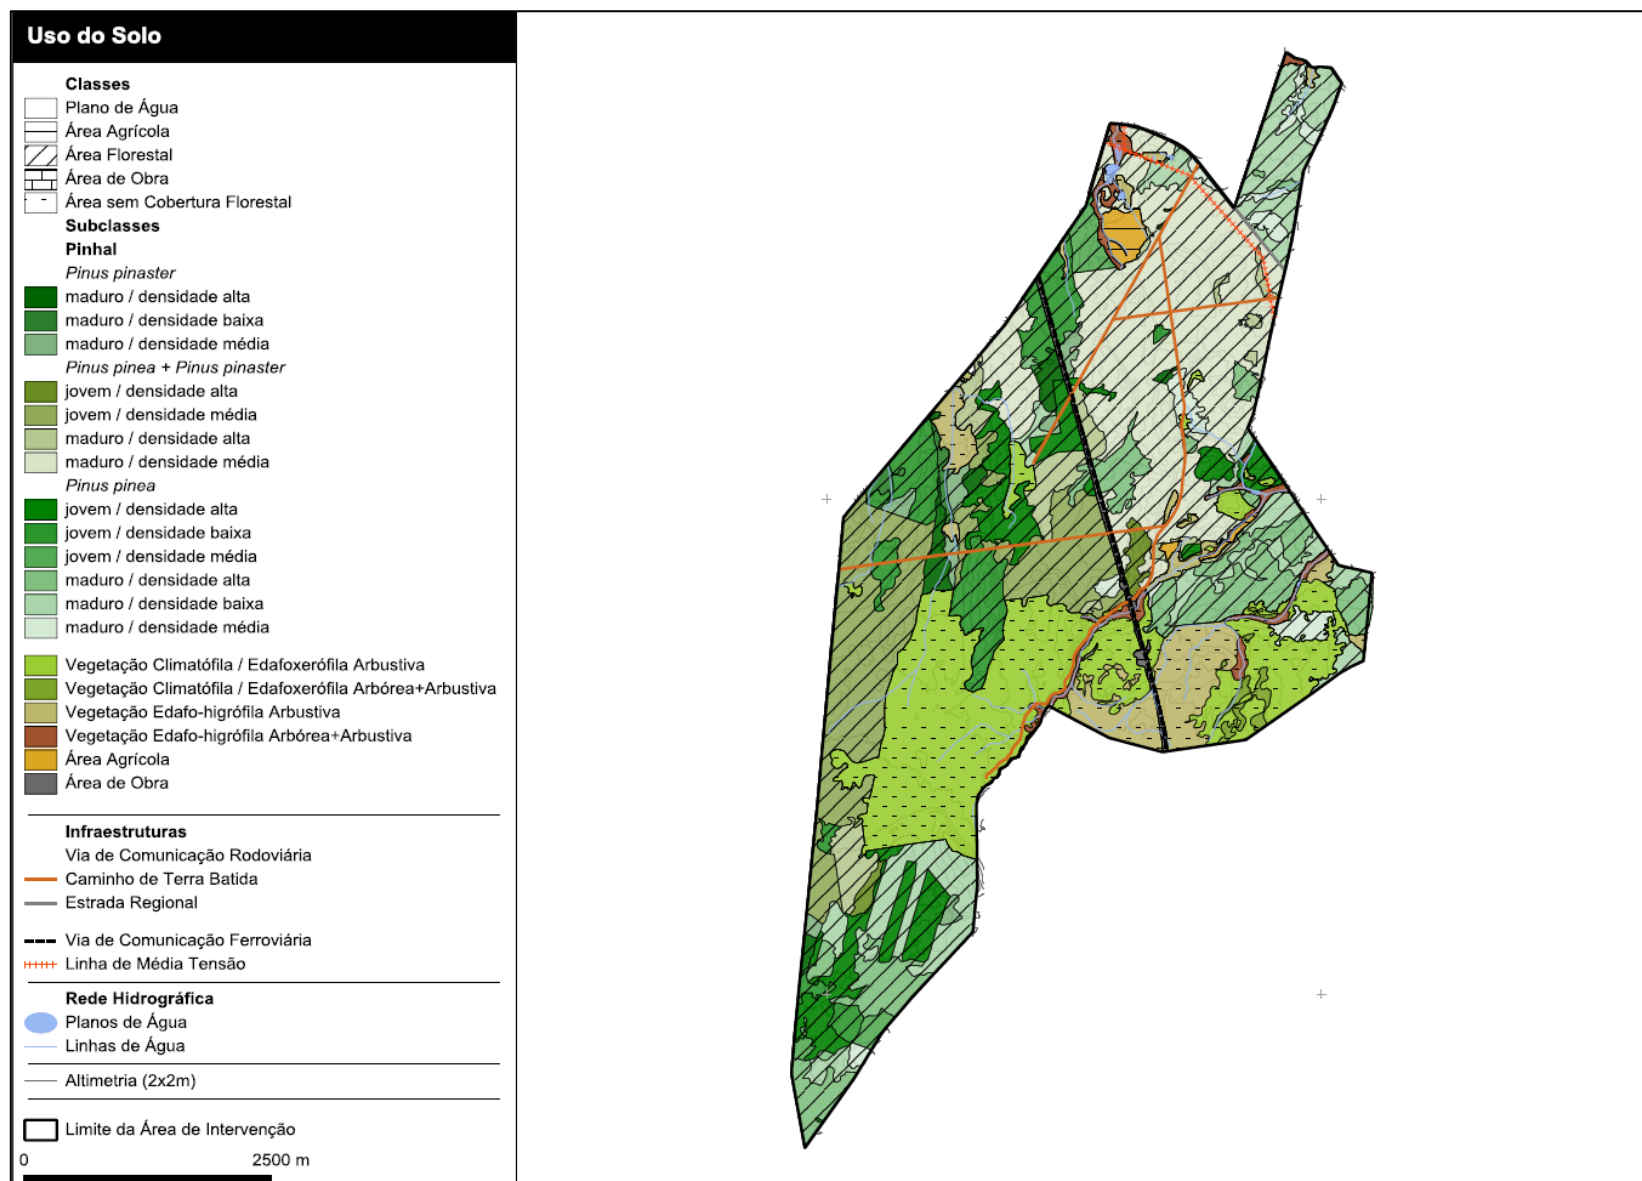 Uso do Solo
Classes
Plano de Água
Área Agrícola
Área Florestal
Área de Obra
Área sem Cobertura Florestal
Subclasses
Pinhal
Pinus pinaster
maduro / densidade alta
maduro / densidade baixa
maduro / densidade média
Pinus pinea + Pinus pinaster
jovem / densidade alta
jovem / densidade média
maduro / densidade alta
maduro / densidade média
Pinus pinea
jovem / densidade alta
jovem / densidade baixa
jovem / densidade média
maduro / densidade alta
maduro / densidade baixa
maduro / densidade média
Vegetação Climatófila / Edafoxerófila Arbustiva
Vegetação Climatófila / Edafoxerófila Arbórea+Arbustiva
Vegetação Edafo-higrófila Arbustiva
Vegetação Edafo-higrófila Arbórea+Arbustiva
Área Agrícola
Área de Obra
Infraestruturas
Via de Comunicação Rodoviária
Caminho de Terra Batida
Estrada Regional
Via de Comunicação Ferroviária
Linha de Média Tensão
Rede Hidrográfica
Planos de Água
Linhas de Água
Altimetria (2x2m)
Limite da Área de Intervenção
0 2500 m